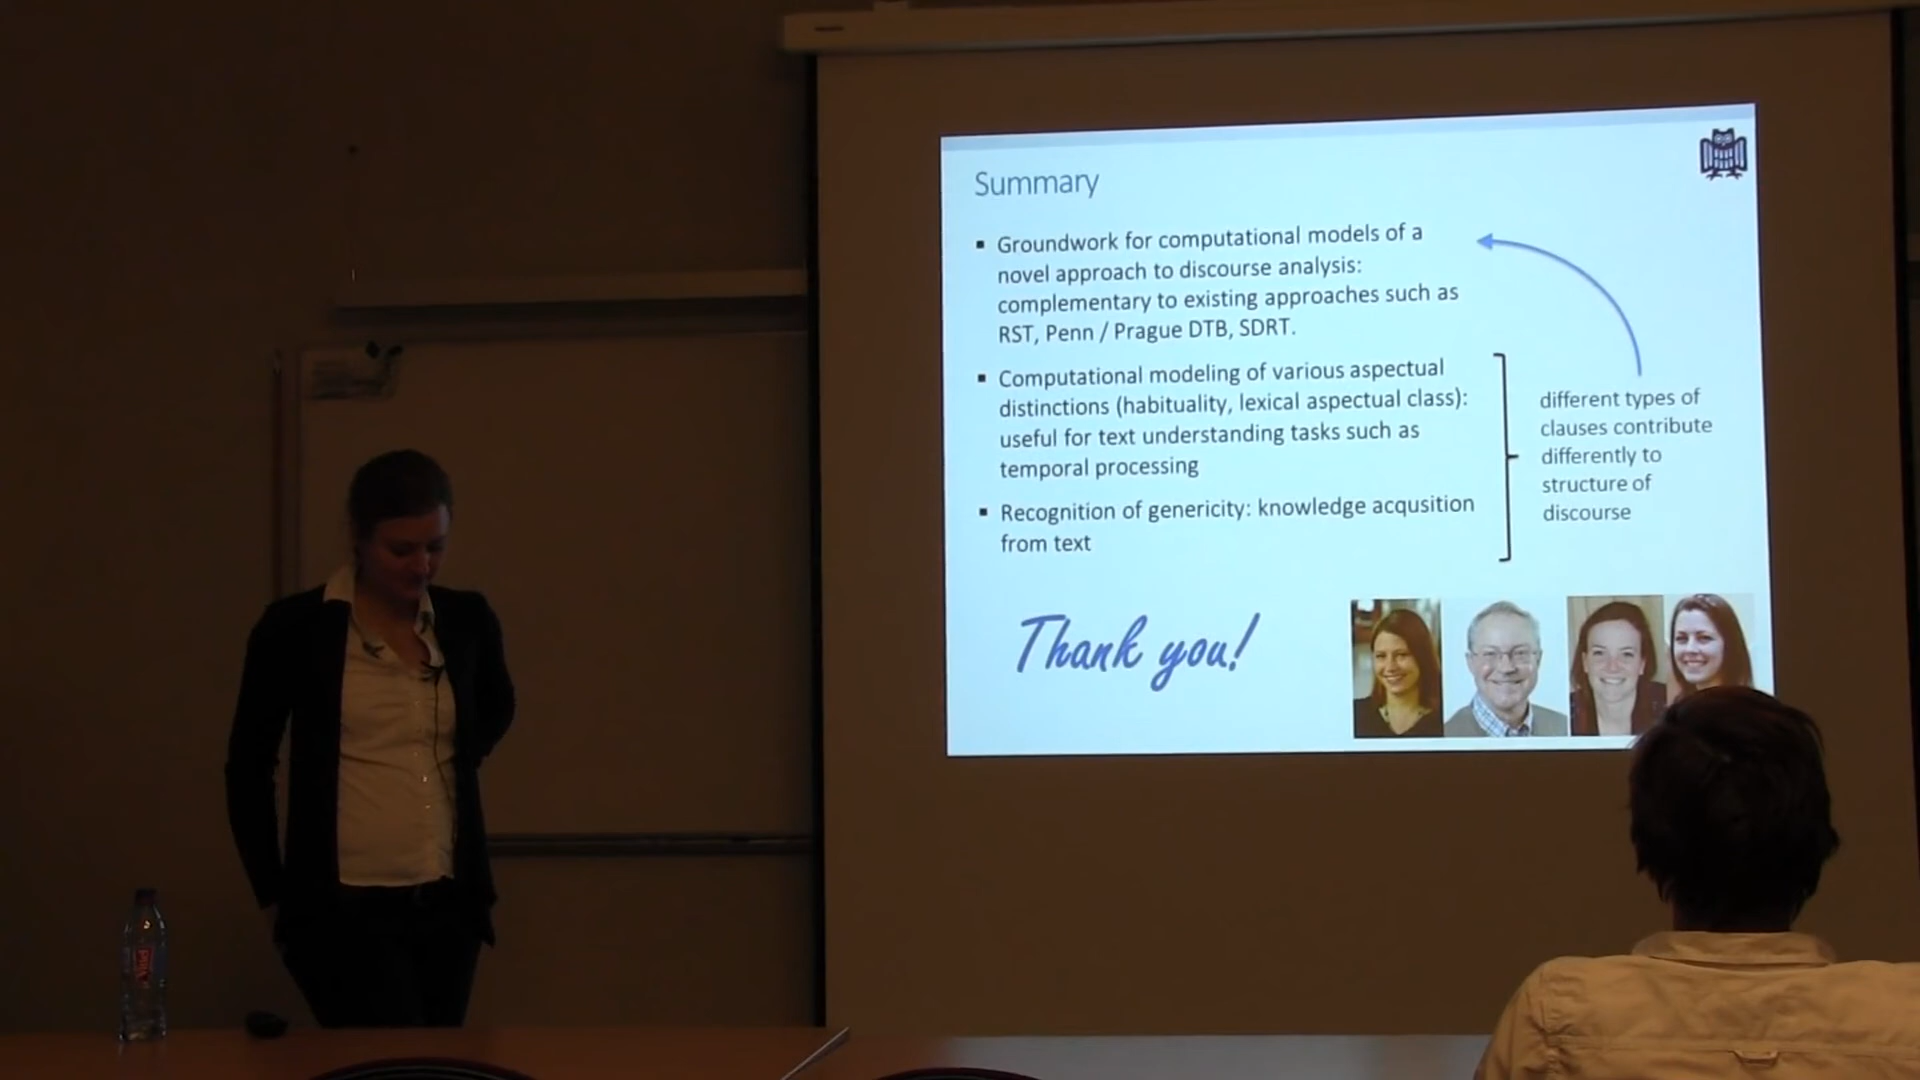 Summary
▪ Groundwork for computational models of a
novel approach to discourse analysis:
complementary to existing approaches such as
RST, Penn / Prague DTB, SDRT.
▪ Computational modeling of various aspectual
distinctions (habituality, lexical aspectual class):
useful for text understanding tasks such as
temporal processing
▪ Recognition of genericity: knowledge acqusition
from text
different types of
clauses contribute
differently to
structure of
discourse
Thank you!